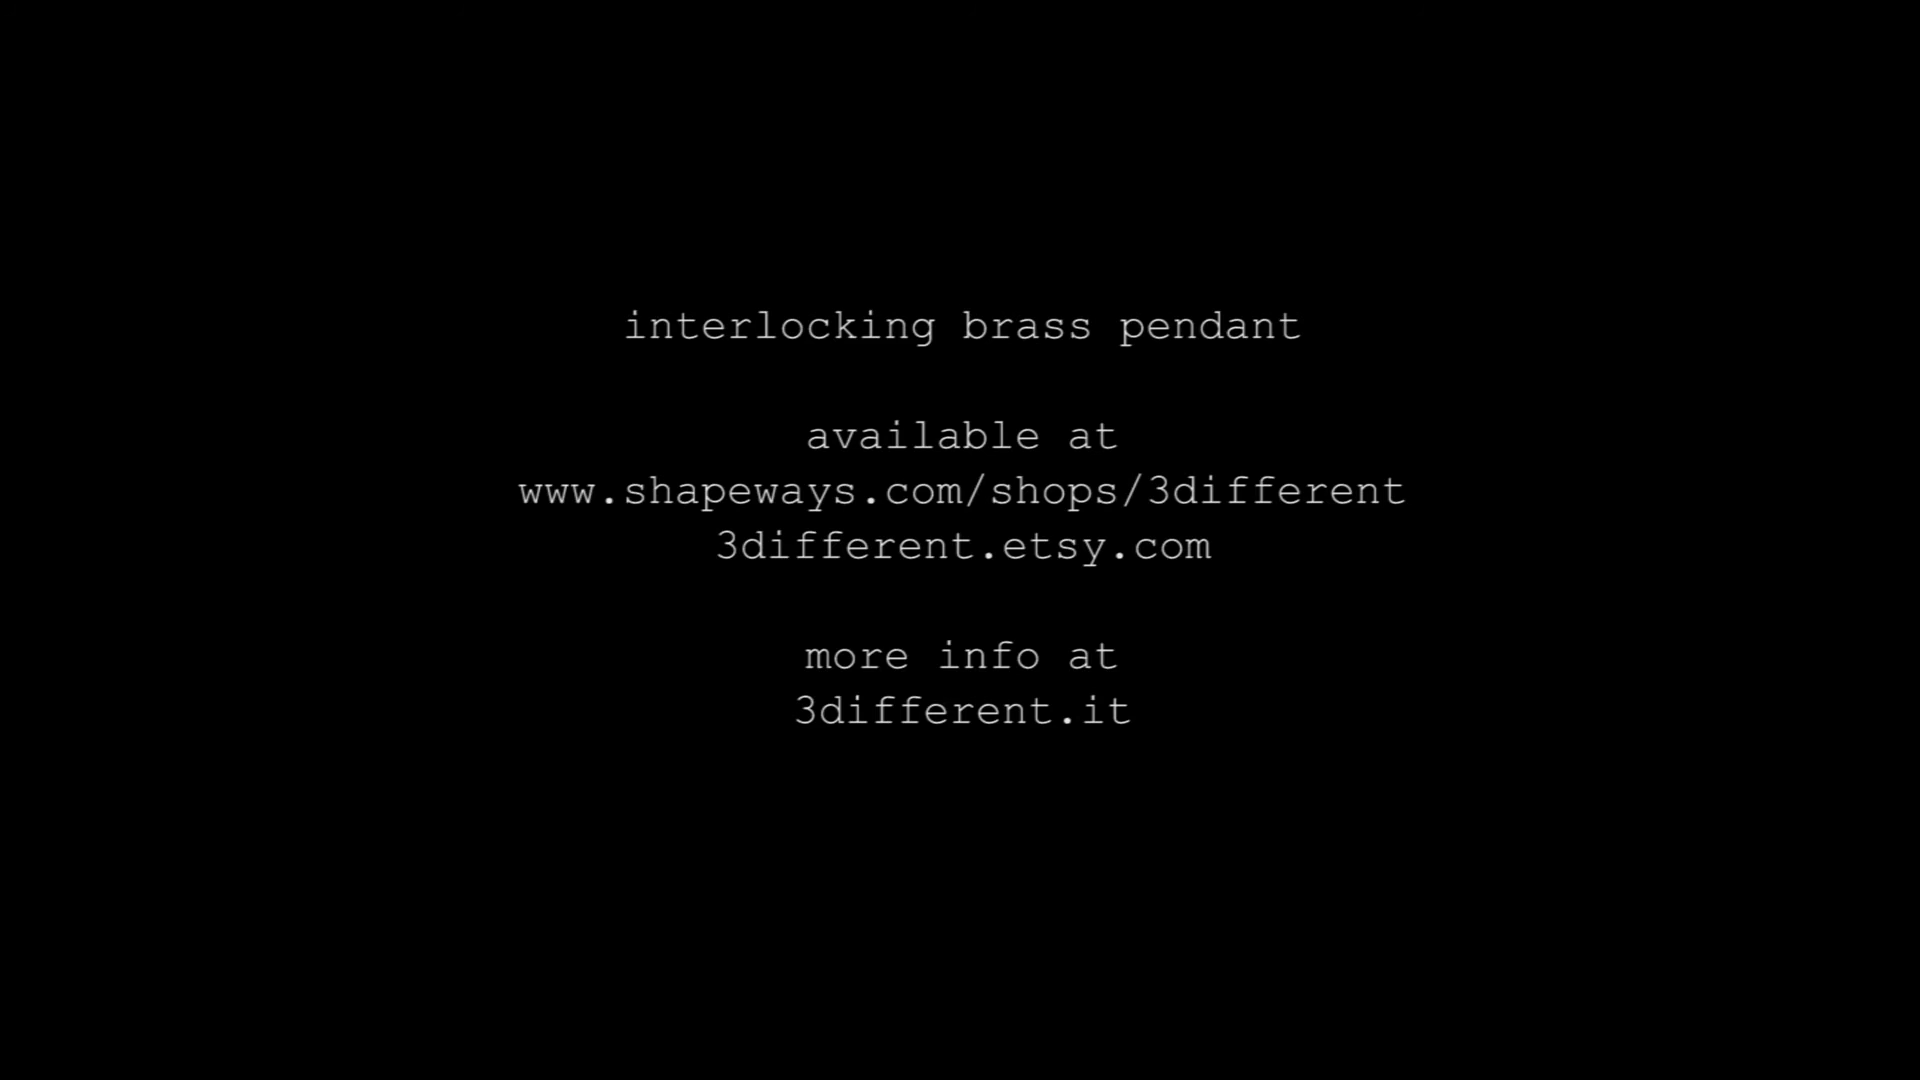 interlocking brass pendant
available at
www.shapeways.com/shops/3different
3different.etsy.com
more info at
3different.it